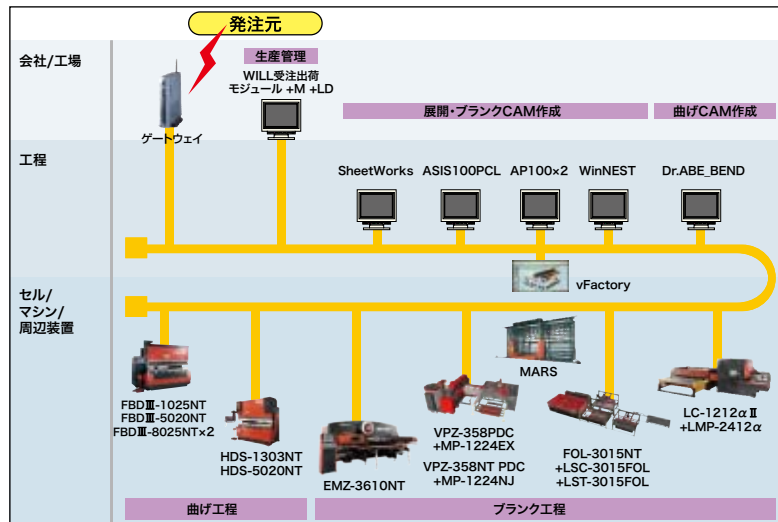 発注元
会社/工場
生産管理
WILL受注出荷
モジュール +M +LD
ゲートウェイ
展開・ブランクCAM作成
曲げCAM作成
工程
SheetWorks
ASIS100PCL
AP100×2
WinNEST
Dr.ABE_BEND
vFactory
セル/
マシン/
周辺装置
FBDⅢ-1025NT
FBDⅢ-5020NT
FBDⅢ-8025NT×2
HDS-1303NT
HDS-5020NT
EMZ-3610NT
VPZ-358PDC
+MP-1224EX
VPZ-358NT PDC
+MP-1224NJ
MARS
FOL-3015NT
+LSC-3015FOL
+LST-3015FOL
LC-1212αⅡ
+LMP-2412α
曲げ工程
ブランク工程